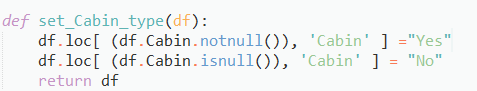 def set_Cabin_type(df):
    df.loc[ (df.Cabin.notnull()), 'Cabin' ] ="Yes"
    df.loc[ (df.Cabin.isnull()), 'Cabin' ] = "No"
    return df